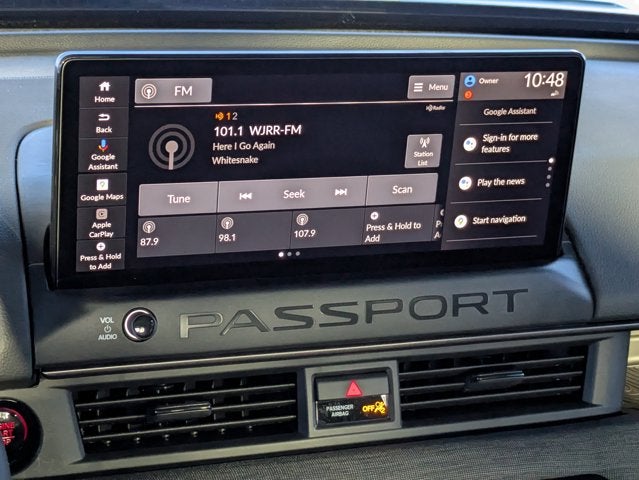 Home
FM
Menu
Owner
10:48
Back
HD 1 2
HD Radio
101.1 WJRR-FM
Here I Go Again
Whitesnake
Station
List
Google Assistant
Sign-in for more
features
Google
Assistant
Play the news
Google Maps
Tune
Seek
Scan
Start navigation
Apple
CarPlay
87.9
98.1
107.9
Press & Hold to
Add
Press & Hold
to Add
VOL
AUDIO
PASSPORT
PASSENGER
AIRBAG
OFF